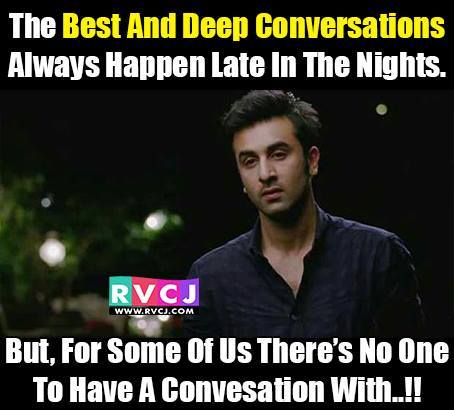 The Best And Deep Conversations
Always Happen Late In The Nights.
RVCJ
WWW.RVCJ.COM
But, For Some Of Us There's No One
To Have A Convesation With..!!